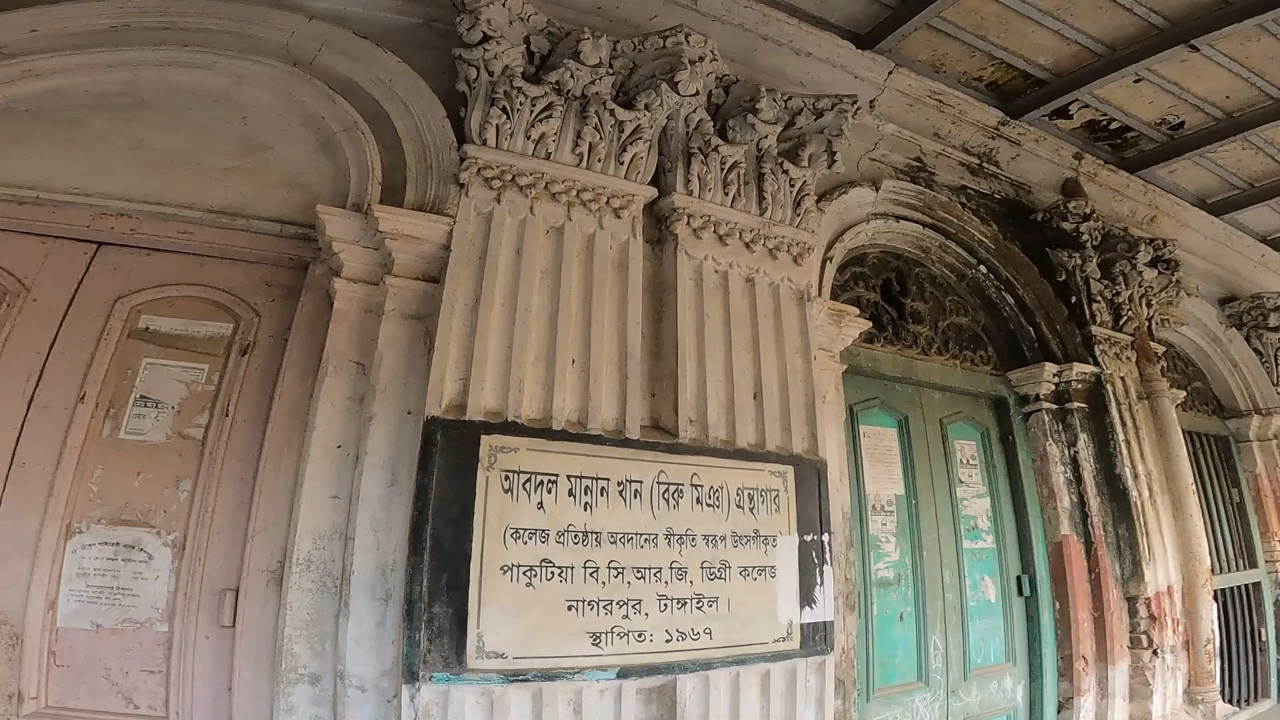 আবদুল মান্নান খান (বিরু মিঞা) গ্রন্থাগার
(কলেজ প্রতিষ্ঠায় অবদানের স্বীকৃতি স্বরূপ উৎসর্গীকৃত
পাকুটিয়া বি,সি,আর,জি, ডিগ্রী কলেজ
নাগরপুর, টাঙ্গাইল।
স্থাপিত: ১৯৬৭